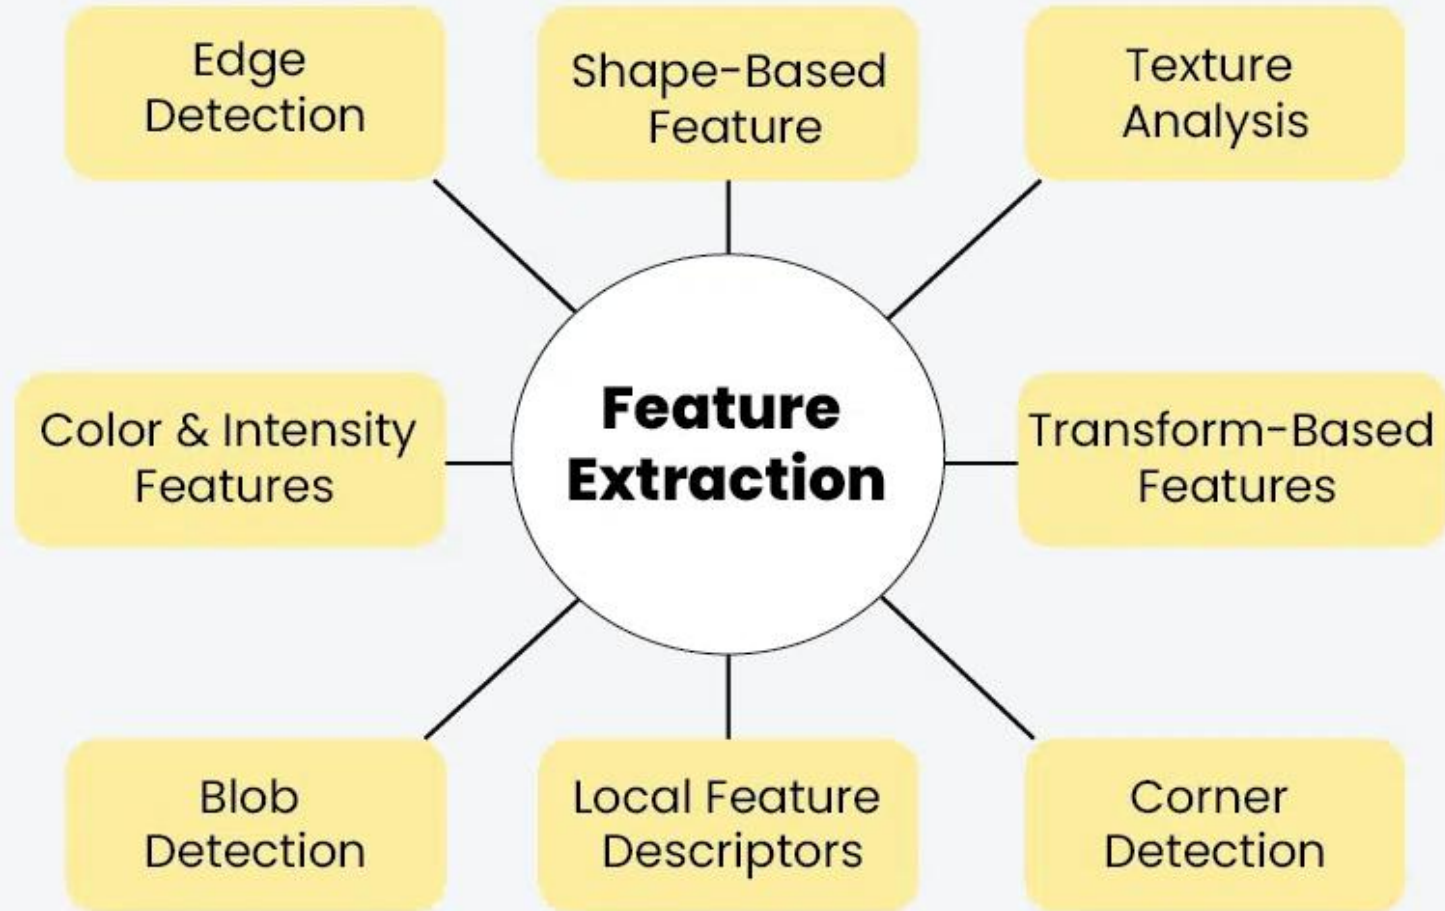 Edge
Detection
Shape-Based
Feature
Texture
Analysis
Color & Intensity
Features
Feature
Extraction
Transform-Based
Features
Blob
Detection
Local Feature
Descriptors
Corner
Detection